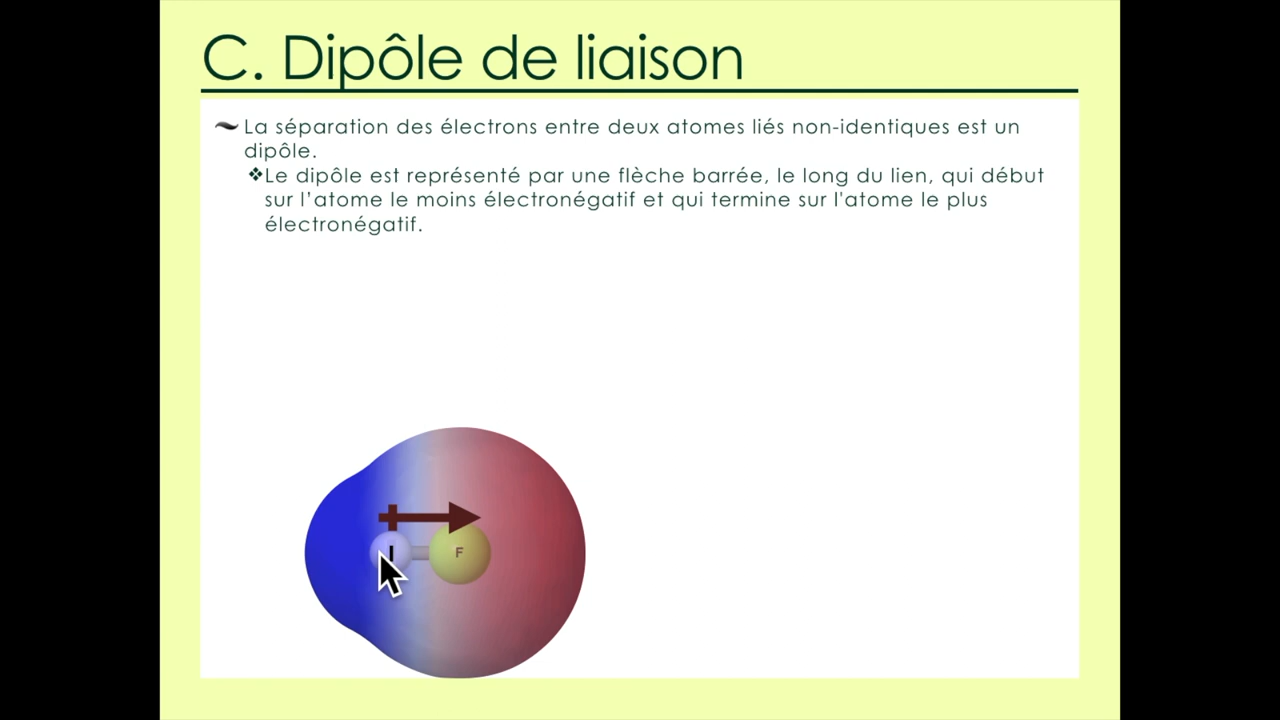 C. Dipôle de liaison
La séparation des électrons entre deux atomes liés non-identiques est un
dipôle.
❖Le dipôle est représenté par une flèche barrée, le long du lien, qui début
sur l’atome le moins électronégatif et qui termine sur l'atome le plus
électronégatif.
F